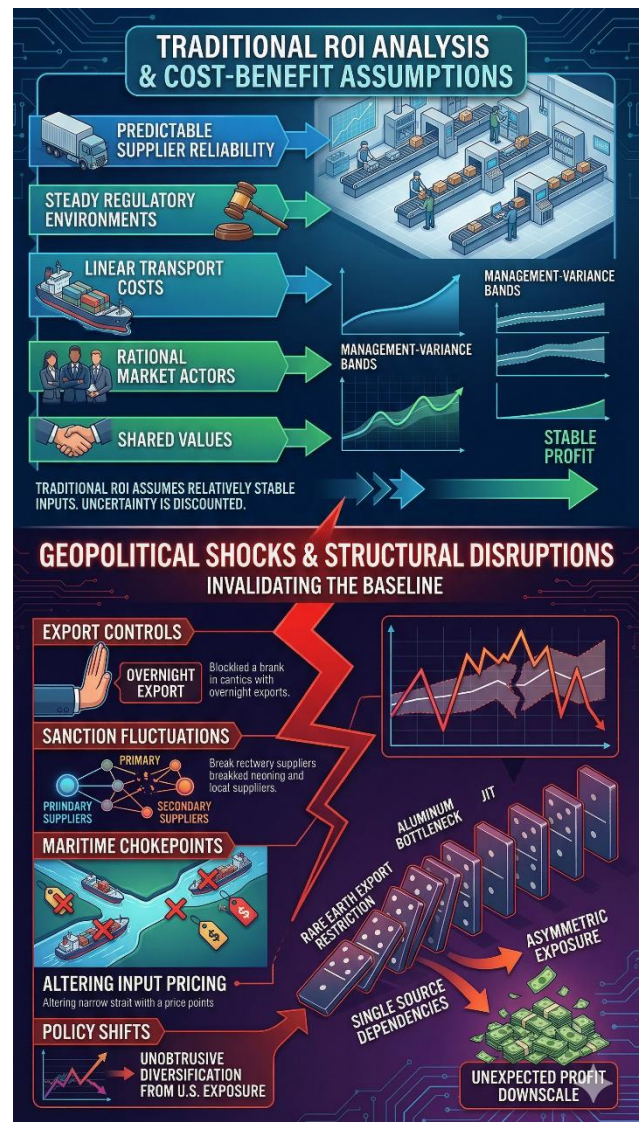 TRADITIONAL ROI ANALYSIS
& COST-BENEFIT ASSUMPTIONS
PREDICTABLE
SUPPLIER RELIABILITY
STEADY REGULATORY
ENVIRONMENTS
LINEAR TRANSPORT
COSTS
MANAGEMENT-VARIANCE
BANDS
RATIONAL
MARKET ACTORS
MANAGEMENT-VARIANCE
BANDS
SHARED VALUES
STABLE
PROFIT
TRADITIONAL ROI ASSUMES RELATIVELY STABLE
INPUTS. UNCERTAINTY IS DISCOUNTED.
GEOPOLITICAL SHOCKS & STRUCTURAL DISRUPTIONS
INVALIDATING THE BASELINE
EXPORT CONTROLS
OVERNIGHT
EXPORT
Blocklied a brank
in cantics with
overnight exports.
SANCTION FLUCTUATIONS
PRIMARY
PRIINDARY
SUPPLIERS
SECONDARY
SUPPLIERS
Break rectwery suppliers
breakked neoning and
local suppliiers.
MARITIME CHOKEPOINTS
$
$
ALTERING INPUT PRICING
Altering narrow strait with a price points
POLICY SHIFTS
UNOBTRUSIVE
DIVERSIFICATION
FROM U.S. EXPOSURE
RARE EARTH EXPORT
RESTRICTION
ALUMINUM
BOTTLENECK
JIT
SINGLE SOURCE
DEPENDENCIES
ASYMMETRIC
EXPOSURE
UNEXPECTED PROFIT
DOWNSCALE